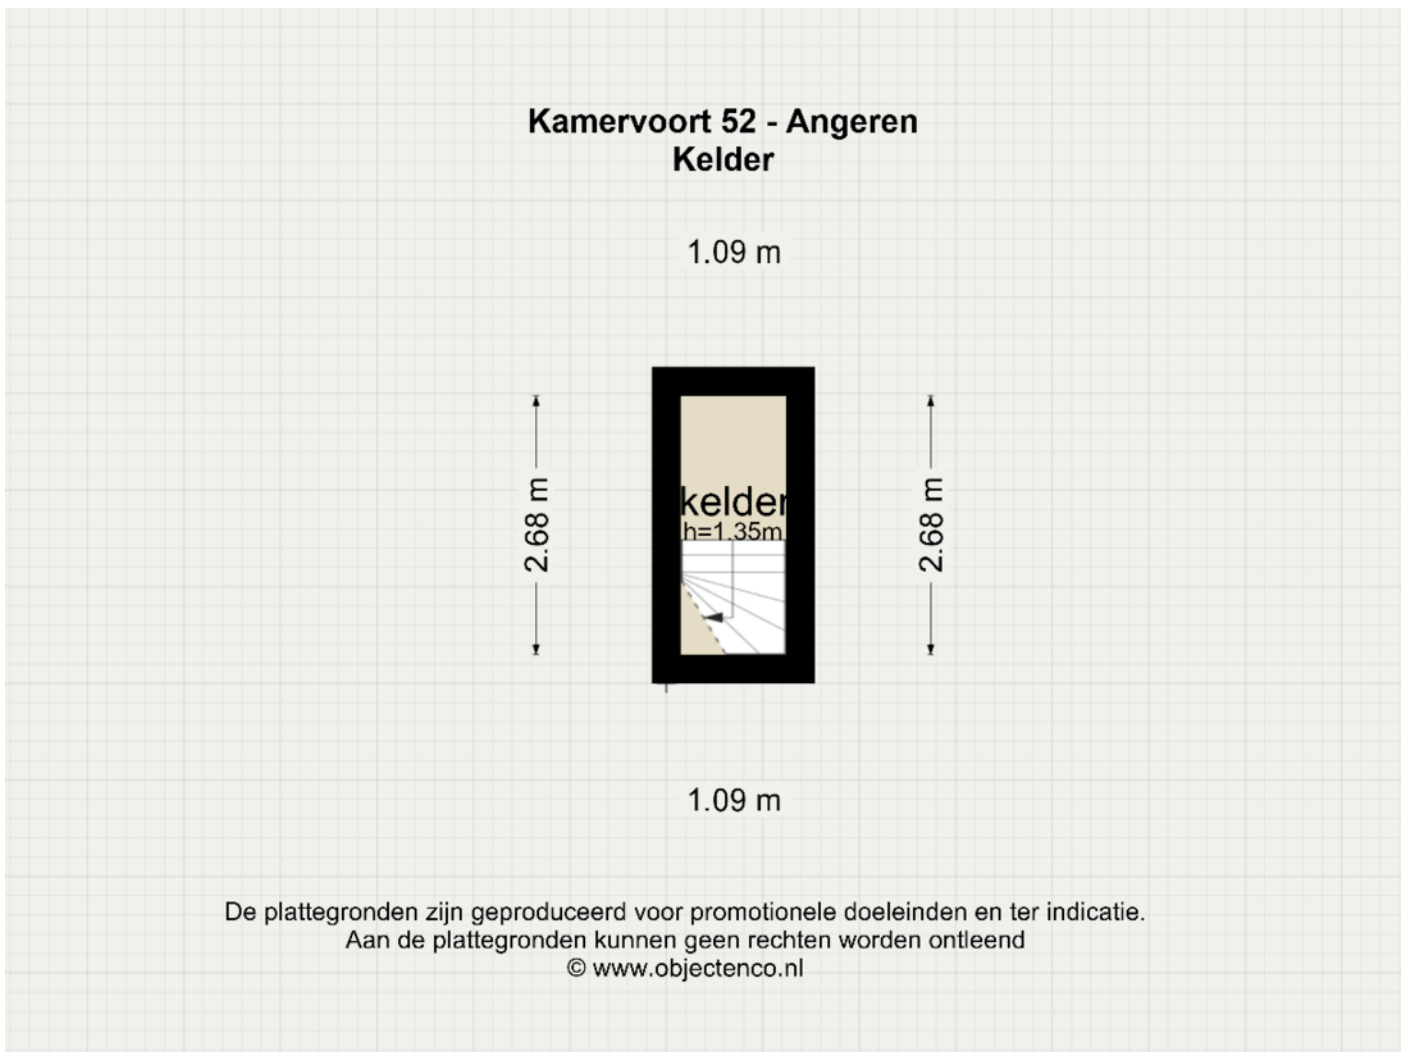 Kamervoort 52 - Angeren
Kelder
1.09 m
2.68 m
2.68 m
kelder
h=1.35m
1.09 m
De plattegronden zijn geproduceerd voor promotionele doeleinden en ter indicatie.
Aan de plattegronden kunnen geen rechten worden ontleend
© www.objectenco.nl